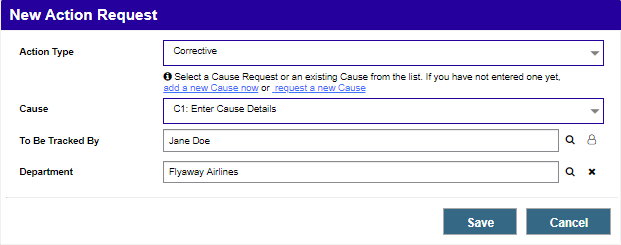 New Action Request
Action Type
Corrective
Select a Cause Request or an existing Cause from the list. If you have not entered one yet,
add a new Cause now or request a new Cause
Cause
C1: Enter Cause Details
To Be Tracked By
Jane Doe
Department
Flyaway Airlines
Save
Cancel